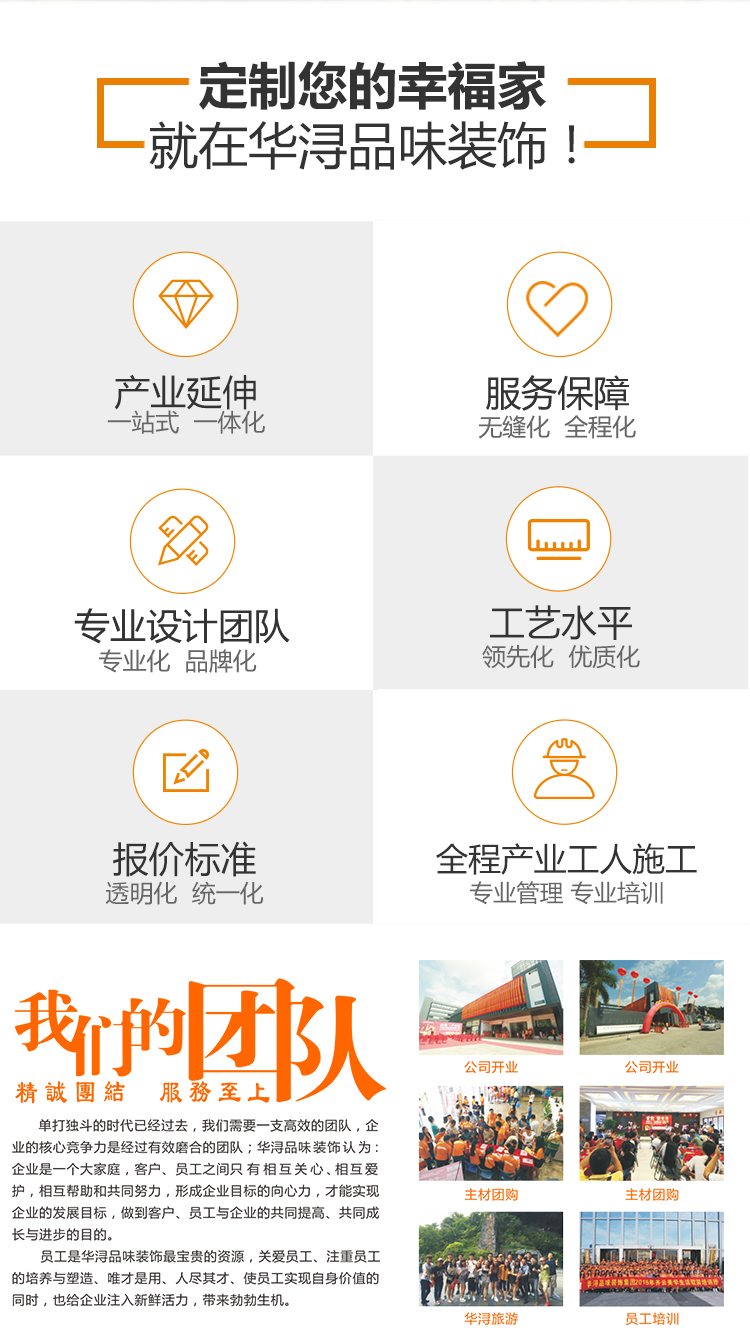 定制您的幸福家
就在华浔品味装饰！
产业延伸
一站式 一体化
服务保障
无缝化 全程化
专业设计团队
专业化 品牌化
工艺水平
领先化 优质化
报价标准
透明化 统一化
全程产业工人施工
专业管理 专业培训
我们的团队
精誠團結 服務至上
单打独斗的时代已经过去，我们需要一支高效的团队，企
业的核心竞争力是经过有效磨合的团队；华浔品味装饰认为：
企业是一个大家庭，客户、员工之间只有相互关心、相互爱
护，相互帮助和共同努力，形成企业目标的向心力，才能实现
企业的发展目标，做到客户、员工与企业的共同提高、共同成
长与进步的目的。
员工是华浔品味装饰最宝贵的资源，关爱员工、注重员工
的培养与塑造、唯才是用、人尽其才、使员工实现自身价值的
同时，也给企业注入新鲜活力，带来勃勃生机。
公司开业
公司开业
主材团购
主材团购
华浔旅游
员工培训